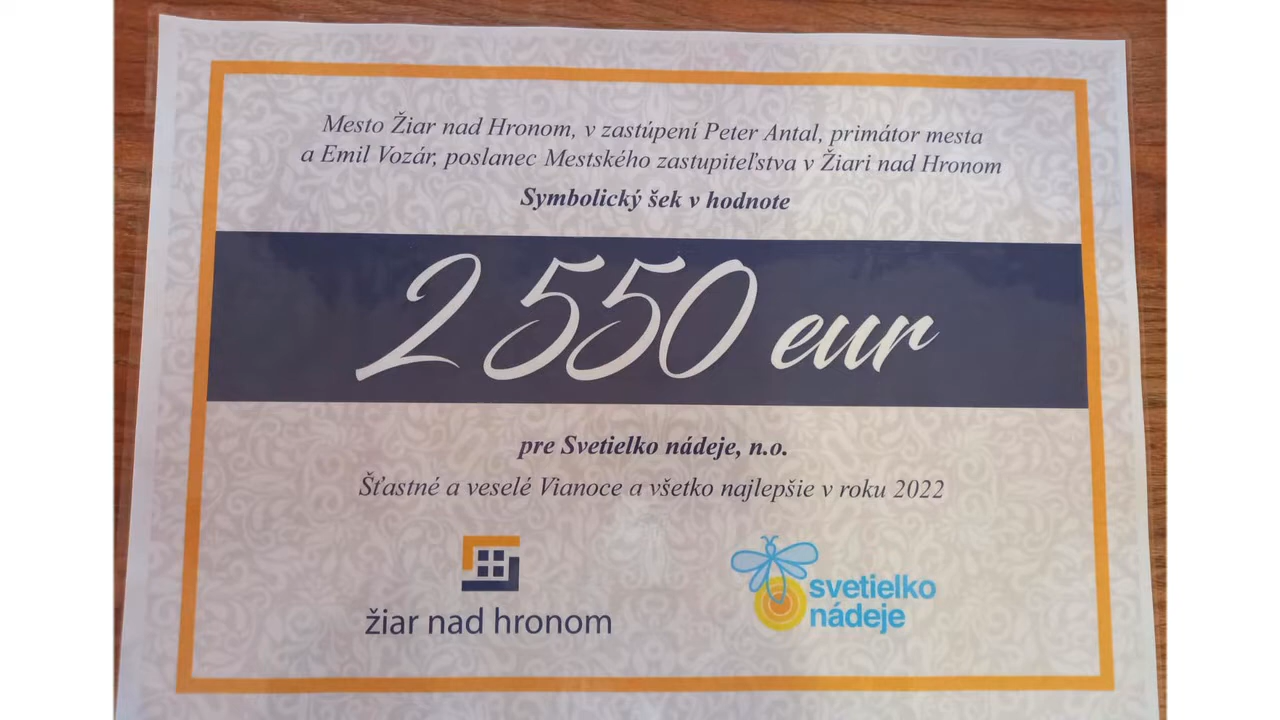 Mesto Žiar nad Hronom, v zastúpení Peter Antal, primátor mesta
a Emil Vozár, poslanec Mestského zastupiteľstva v Žiari nad Hronom
Symbolický šek v hodnote
2 550 eur
pre Svetielko nádeje, n.o.
Šťastné a veselé Vianoce a všetko najlepšie v roku 2022
žiar nad hronom
svetielko
nádeje